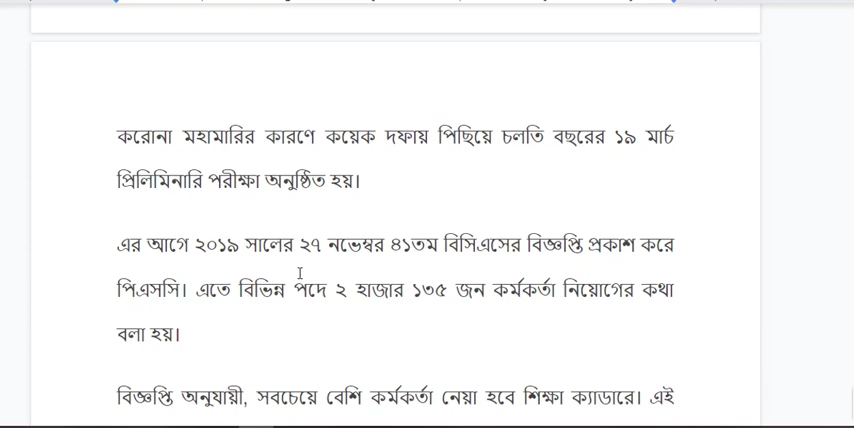 করোনা মহামারির কারণে কয়েক দফায় পিছিয়ে চলতি বছরের ১৯ মার্চ
প্রিলিমিনারি পরীক্ষা অনুষ্ঠিত হয়।
এর আগে ২০১৯ সালের ২৭ নভেম্বর ৪১তম বিসিএসের বিজ্ঞপ্তি প্রকাশ করে
পিএসসি। এতে বিভিন্ন পদে ২ হাজার ১৩৫ জন কর্মকর্তা নিয়োগের কথা
বলা হয়।
বিজ্ঞপ্তি অনুযায়ী, সবচেয়ে বেশি কর্মকর্তা নেয়া হবে শিক্ষা ক্যাডারে। এই